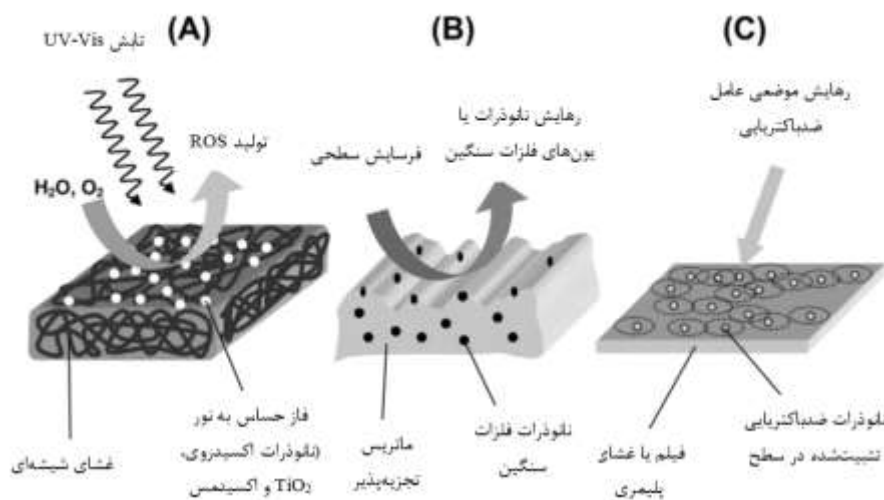 (A)
تابش UV-Vis
تولید ROS
H₂O, O₂
غشای شیشه‌ای
فاز حساس به نور
(نانوذرات اکسیدروی،
TiO₂ و اکسیدمس
(B)
رهایش نانوذرات یا
یون‌های فلزات سنگین
فرسایش سطحی
ماتریس
تجزیه‌پذیر
نانوذرات فلزات
سنگین
(C)
رهایش موضعی عامل
ضدباکتریایی
فیلم یا غشای
پلیمری
نانوذرات ضدباکتریایی
تثبیت‌شده در سطح